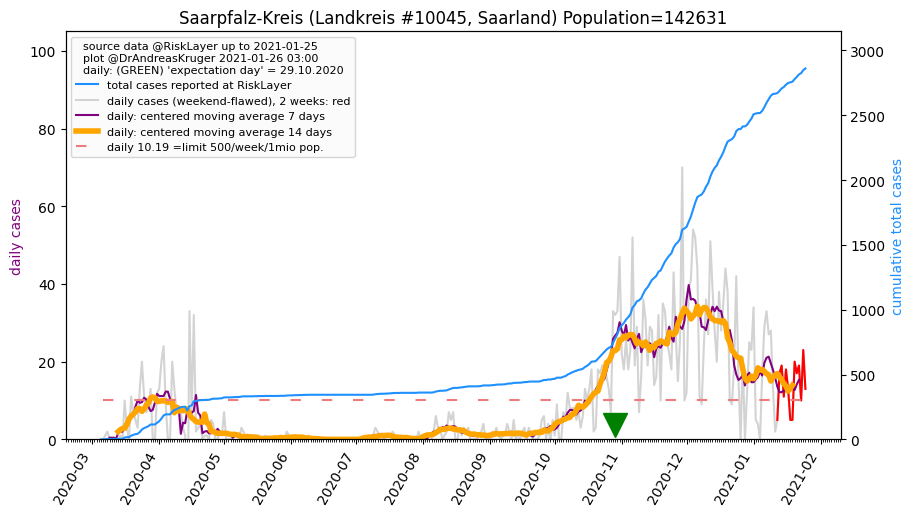 Saarpfalz-Kreis (Landkreis #10045, Saarland) Population=142631
source data @RiskLayer up to 2021-01-25
plot @DrAndreasKruger 2021-01-26 03:00
daily: (GREEN) 'expectation day' = 29.10.2020
total cases reported at RiskLayer
daily cases (weekend-flawed), 2 weeks: red
daily: centered moving average 7 days
daily: centered moving average 14 days
daily 10.19 =limit 500/week/1mio pop.
daily cases
100
80
60
40
20
0
cumulative total cases
3000
2500
2000
1500
1000
500
0
2020-03
2020-04
2020-05
2020-06
2020-07
2020-08
2020-09
2020-10
2020-11
2020-12
2021-01
2021-02